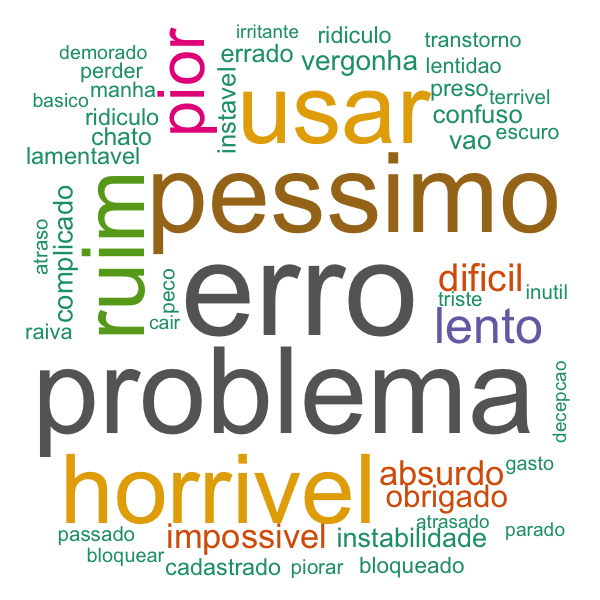 irritante
ridiculo
transtorno
demorado
errado
vergonha
lentidao
perder
pior
instavel
manha
preso
terrivel
basico
usar
ridiculo
confuso
chato
vao
escuro
lamentavel
pessimo
ruim
complicado
atraso
erro
dificil
peco
triste
inutil
cair
raiva
lento
problema
decepcao
horrivel
absurdo
gasto
obrigado
atrasado
passado
impossivel
instabilidade
parado
bloquear
cadastrado
piorar
bloqueado